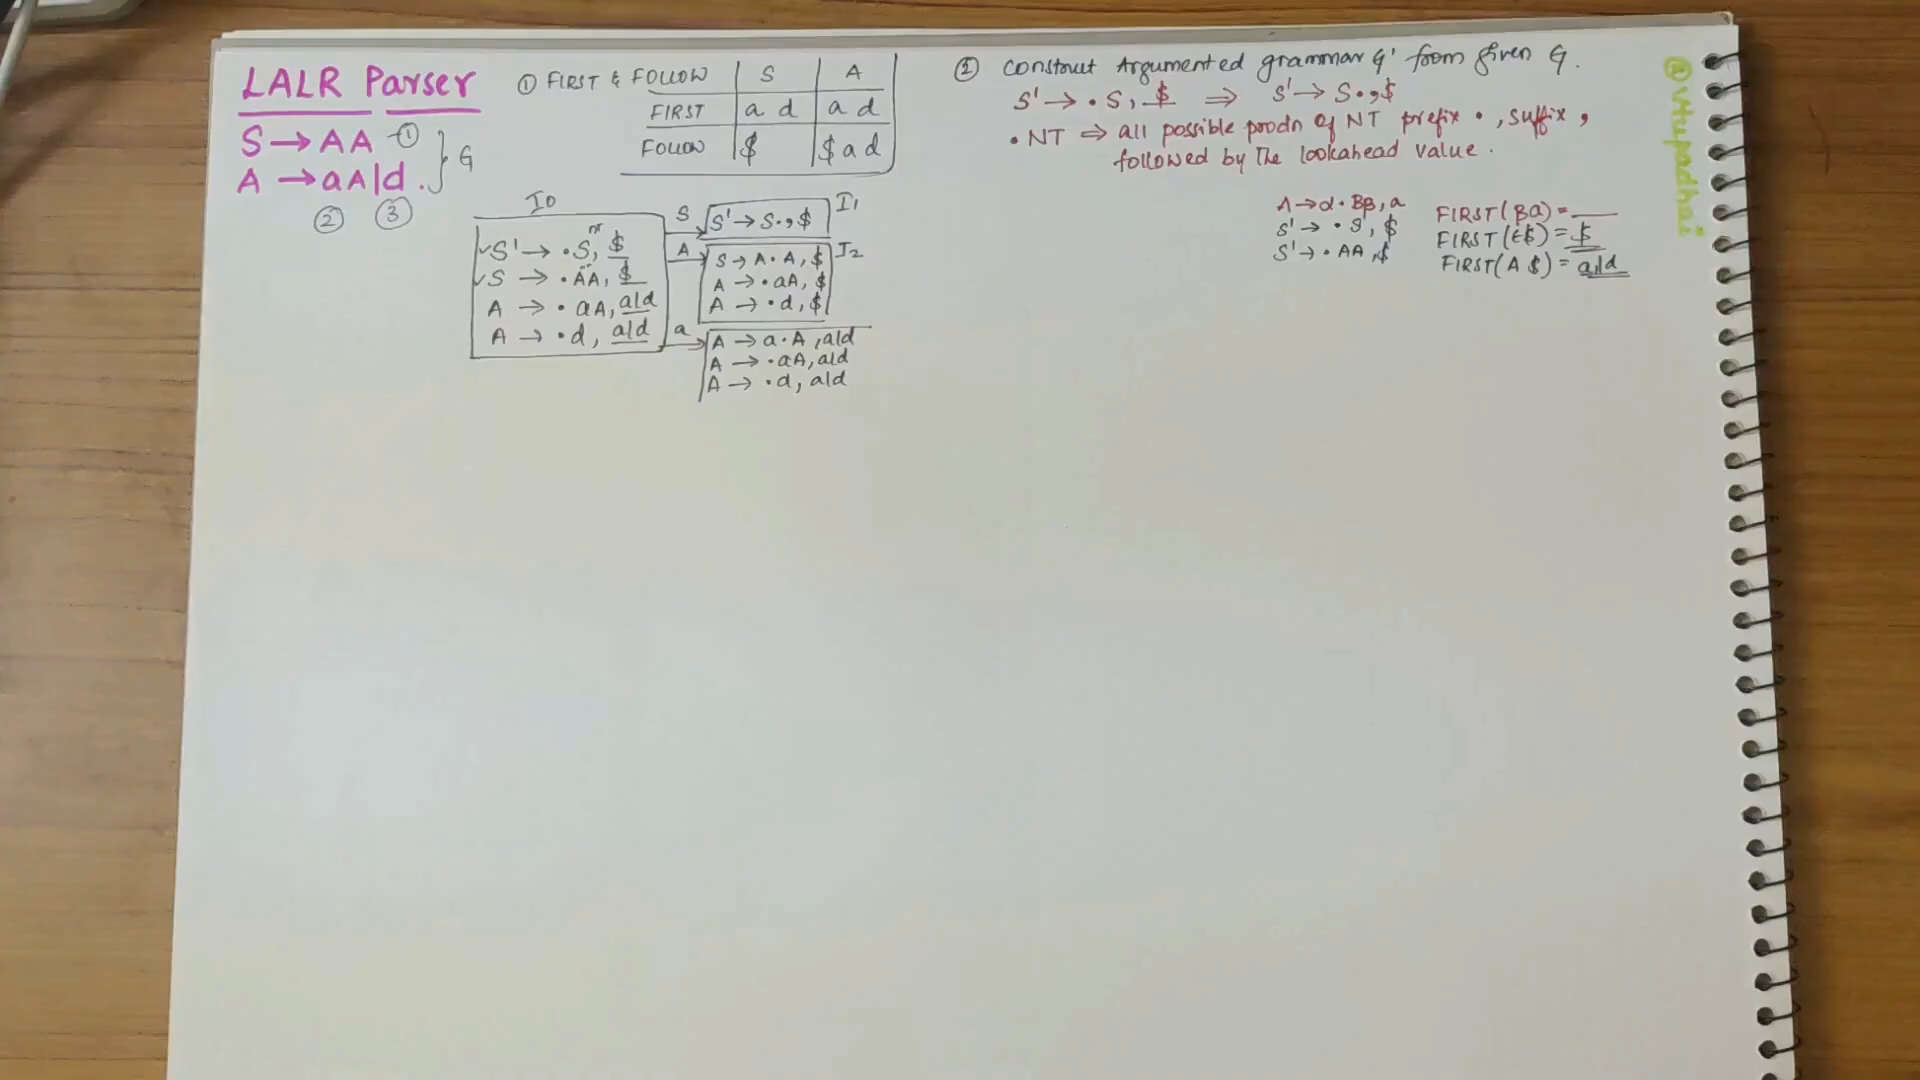 LALR Parser
S → AA -①
A → aA|d .
② ③
} G
① FIRST & FOLLOW | S | A
FIRST | a d | a d
FOLLOW | $ | $ a d
② Construct Argumented grammar G' from given G.
S' → •S, $ ⇒ S' → S•,$
•NT ⇒ all possible prodn of NT prefix •, suffix ,
followed by The lookahead value.
I0
✓S' → •S, $
NT
✓S → •AA, $
A → •aA, a|d
A → •d, a|d
S
S' → S•,$
I1
A
S → A•A, $
I2
A → •aA, $
A → •d, $
a
A → a•A, a|d
A → •aA, a|d
A → •d, a|d
A → α•Bβ, a
S' → •S, $
S' → •AA, $
FIRST(βa) = ___
FIRST(ε$) = $
FIRST(A $) = a|d
@vtupadhai